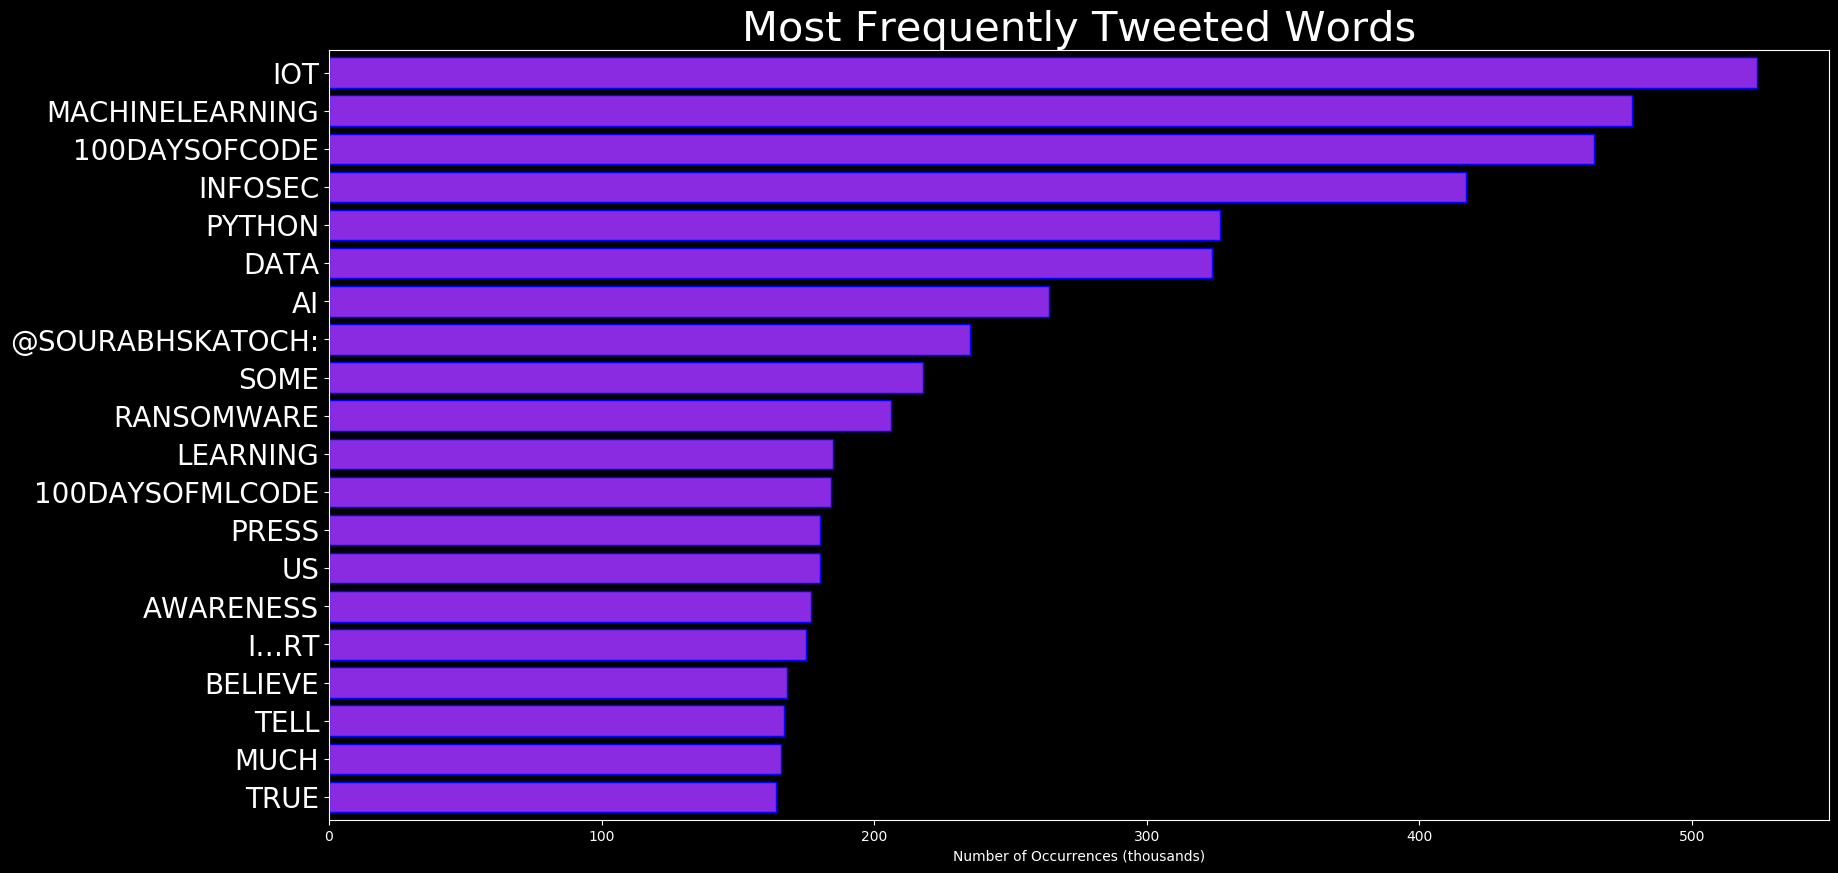 Most Frequently Tweeted Words
IOT
MACHINELEARNING
100DAYSOFCODE
INFOSEC
PYTHON
DATA
AI
@SOURABHSKATOCH:
SOME
RANSOMWARE
LEARNING
100DAYSOFMLCODE
PRESS
US
AWARENESS
I…RT
BELIEVE
TELL
MUCH
TRUE
0 100 200 300 400 500
Number of Occurrences (thousands)